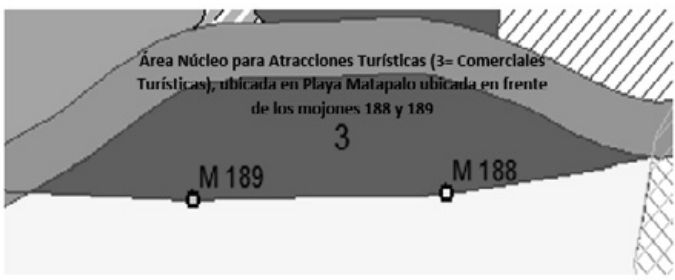 Área Núcleo para Atracciones Turísticas (3= Comerciales
Turísticas), ubicada en Playa Matapalo ubicada en frente
de los mojones 188 y 189
3
M 189
M 188